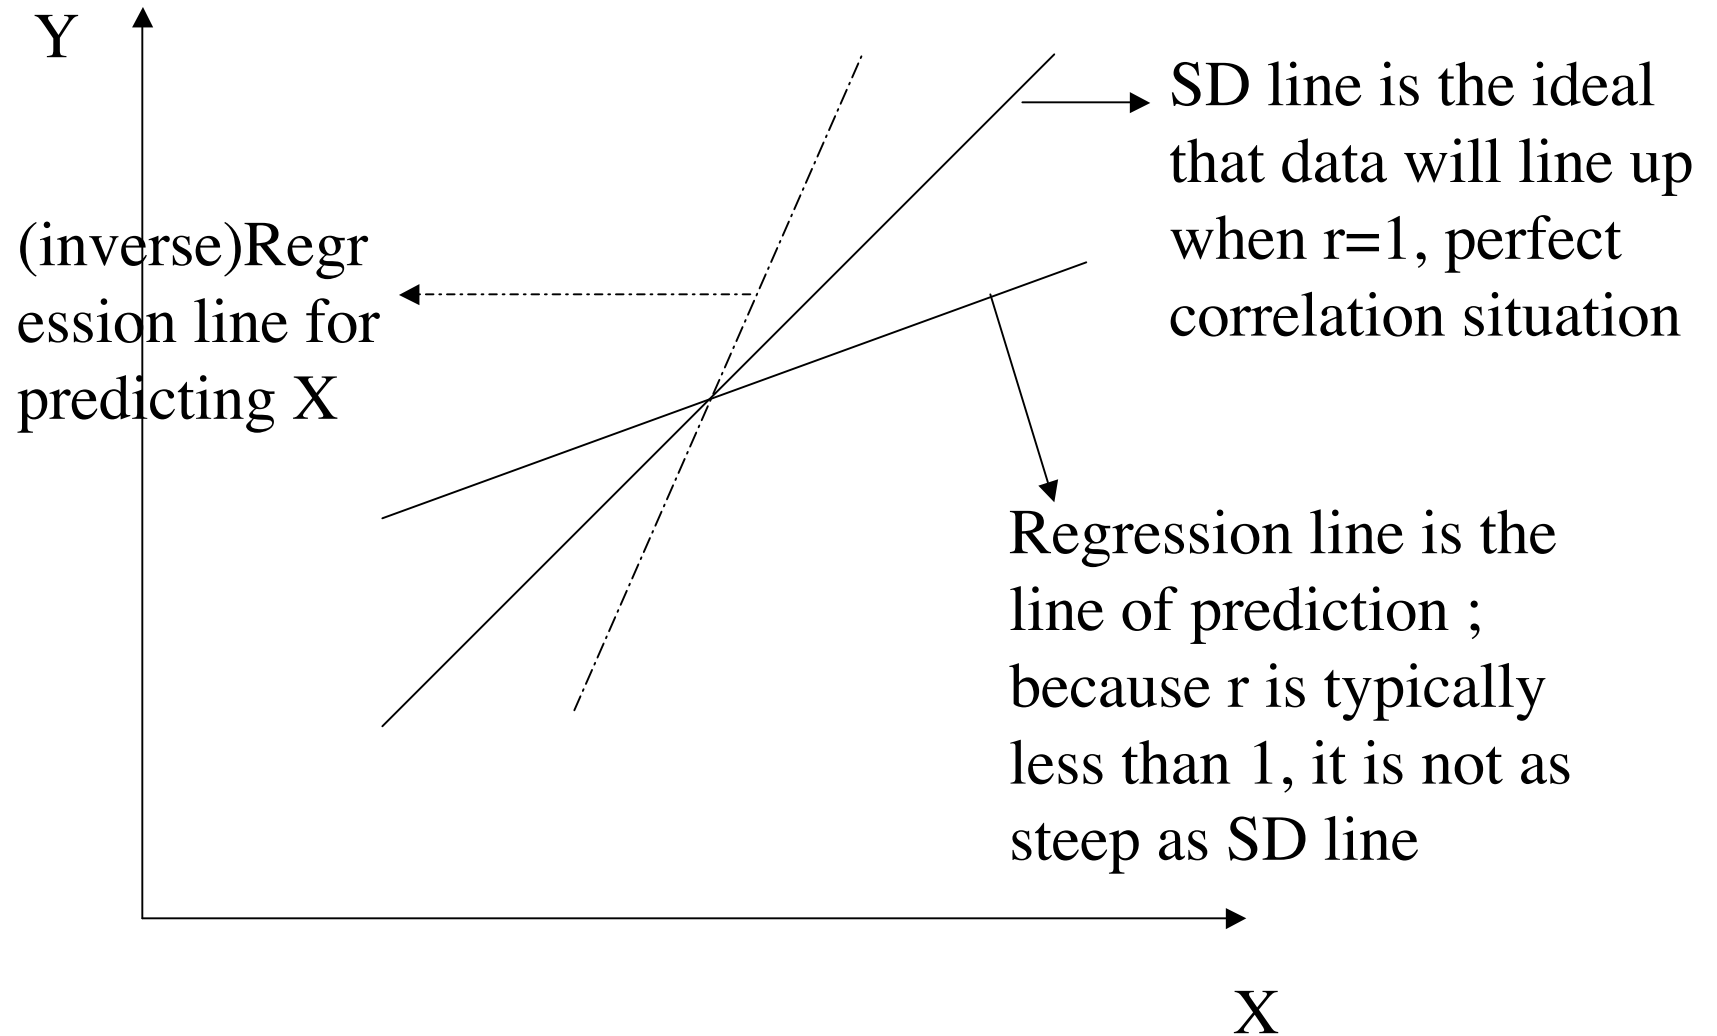 Y
SD line is the ideal
that data will line up
when r=1, perfect
correlation situation
(inverse)Regr
ession line for
predicting X
Regression line is the
line of prediction ;
because r is typically
less than 1, it is not as
steep as SD line
X